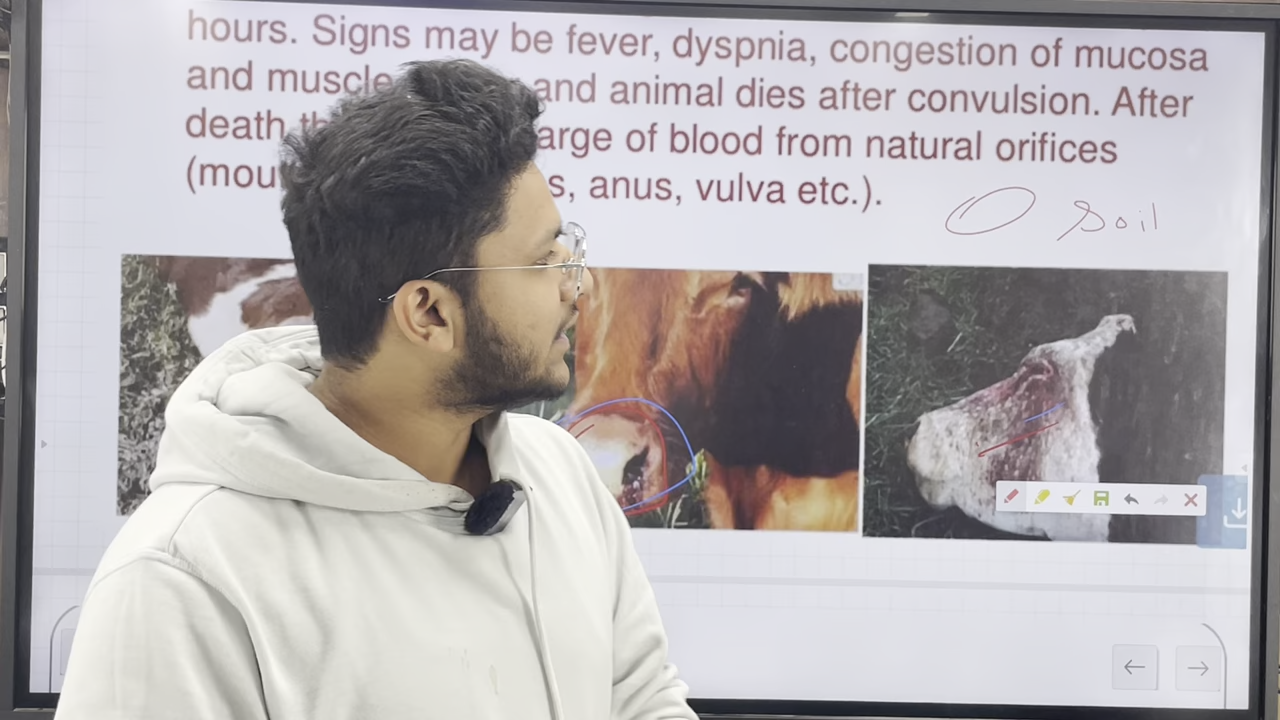 hours. Signs may be fever, dyspnia, congestion of mucosa
and muscle and animal dies after convulsion. After
death arge of blood from natural orifices
(mou s, anus, vulva etc.).
Soil